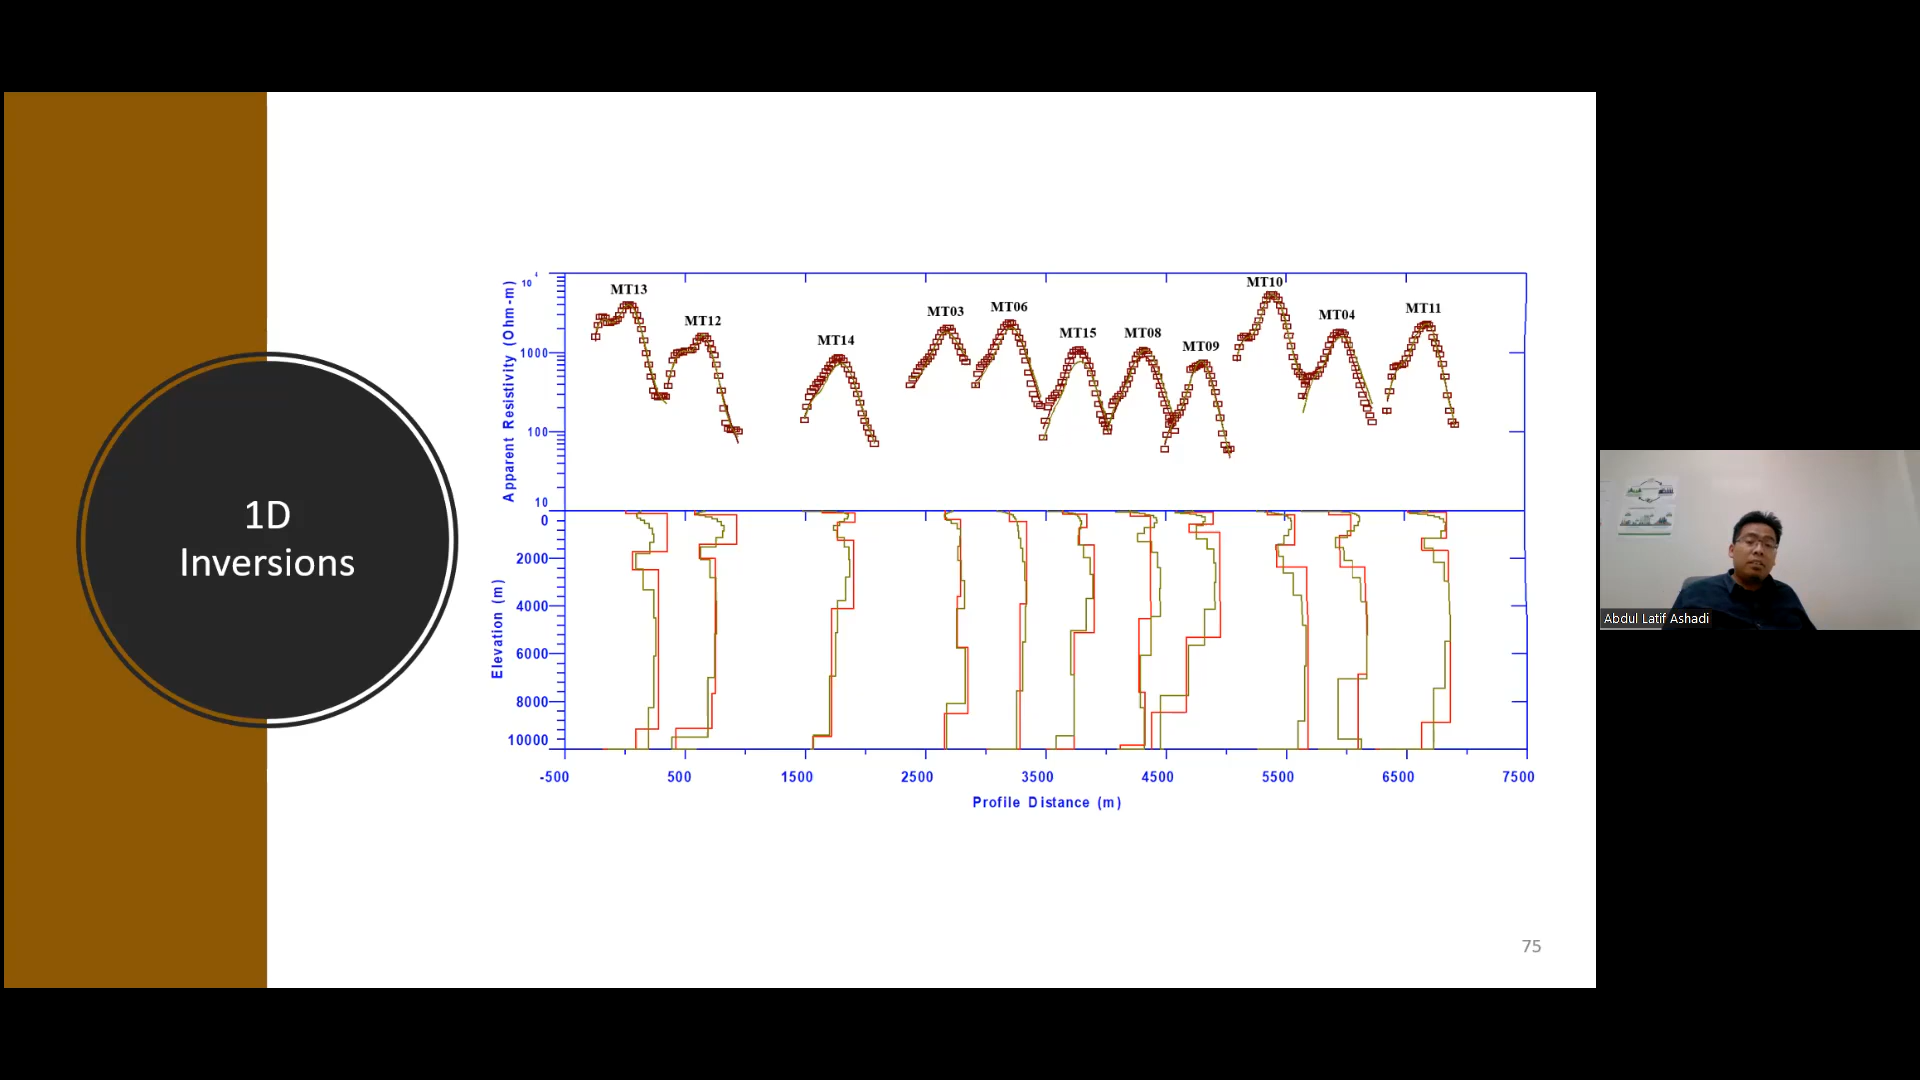 1D
Inversions
Apparent Resistivity (Ohm-m)
10 4
1000
100
10
MT13
MT12
MT14
MT03
MT06
MT15
MT08
MT09
MT10
MT04
MT11
Elevation (m)
0
2000
4000
6000
8000
10000
-500 500 1500 2500 3500 4500 5500 6500 7500
Profile Distance (m)
75
Abdul Latif Ashadi